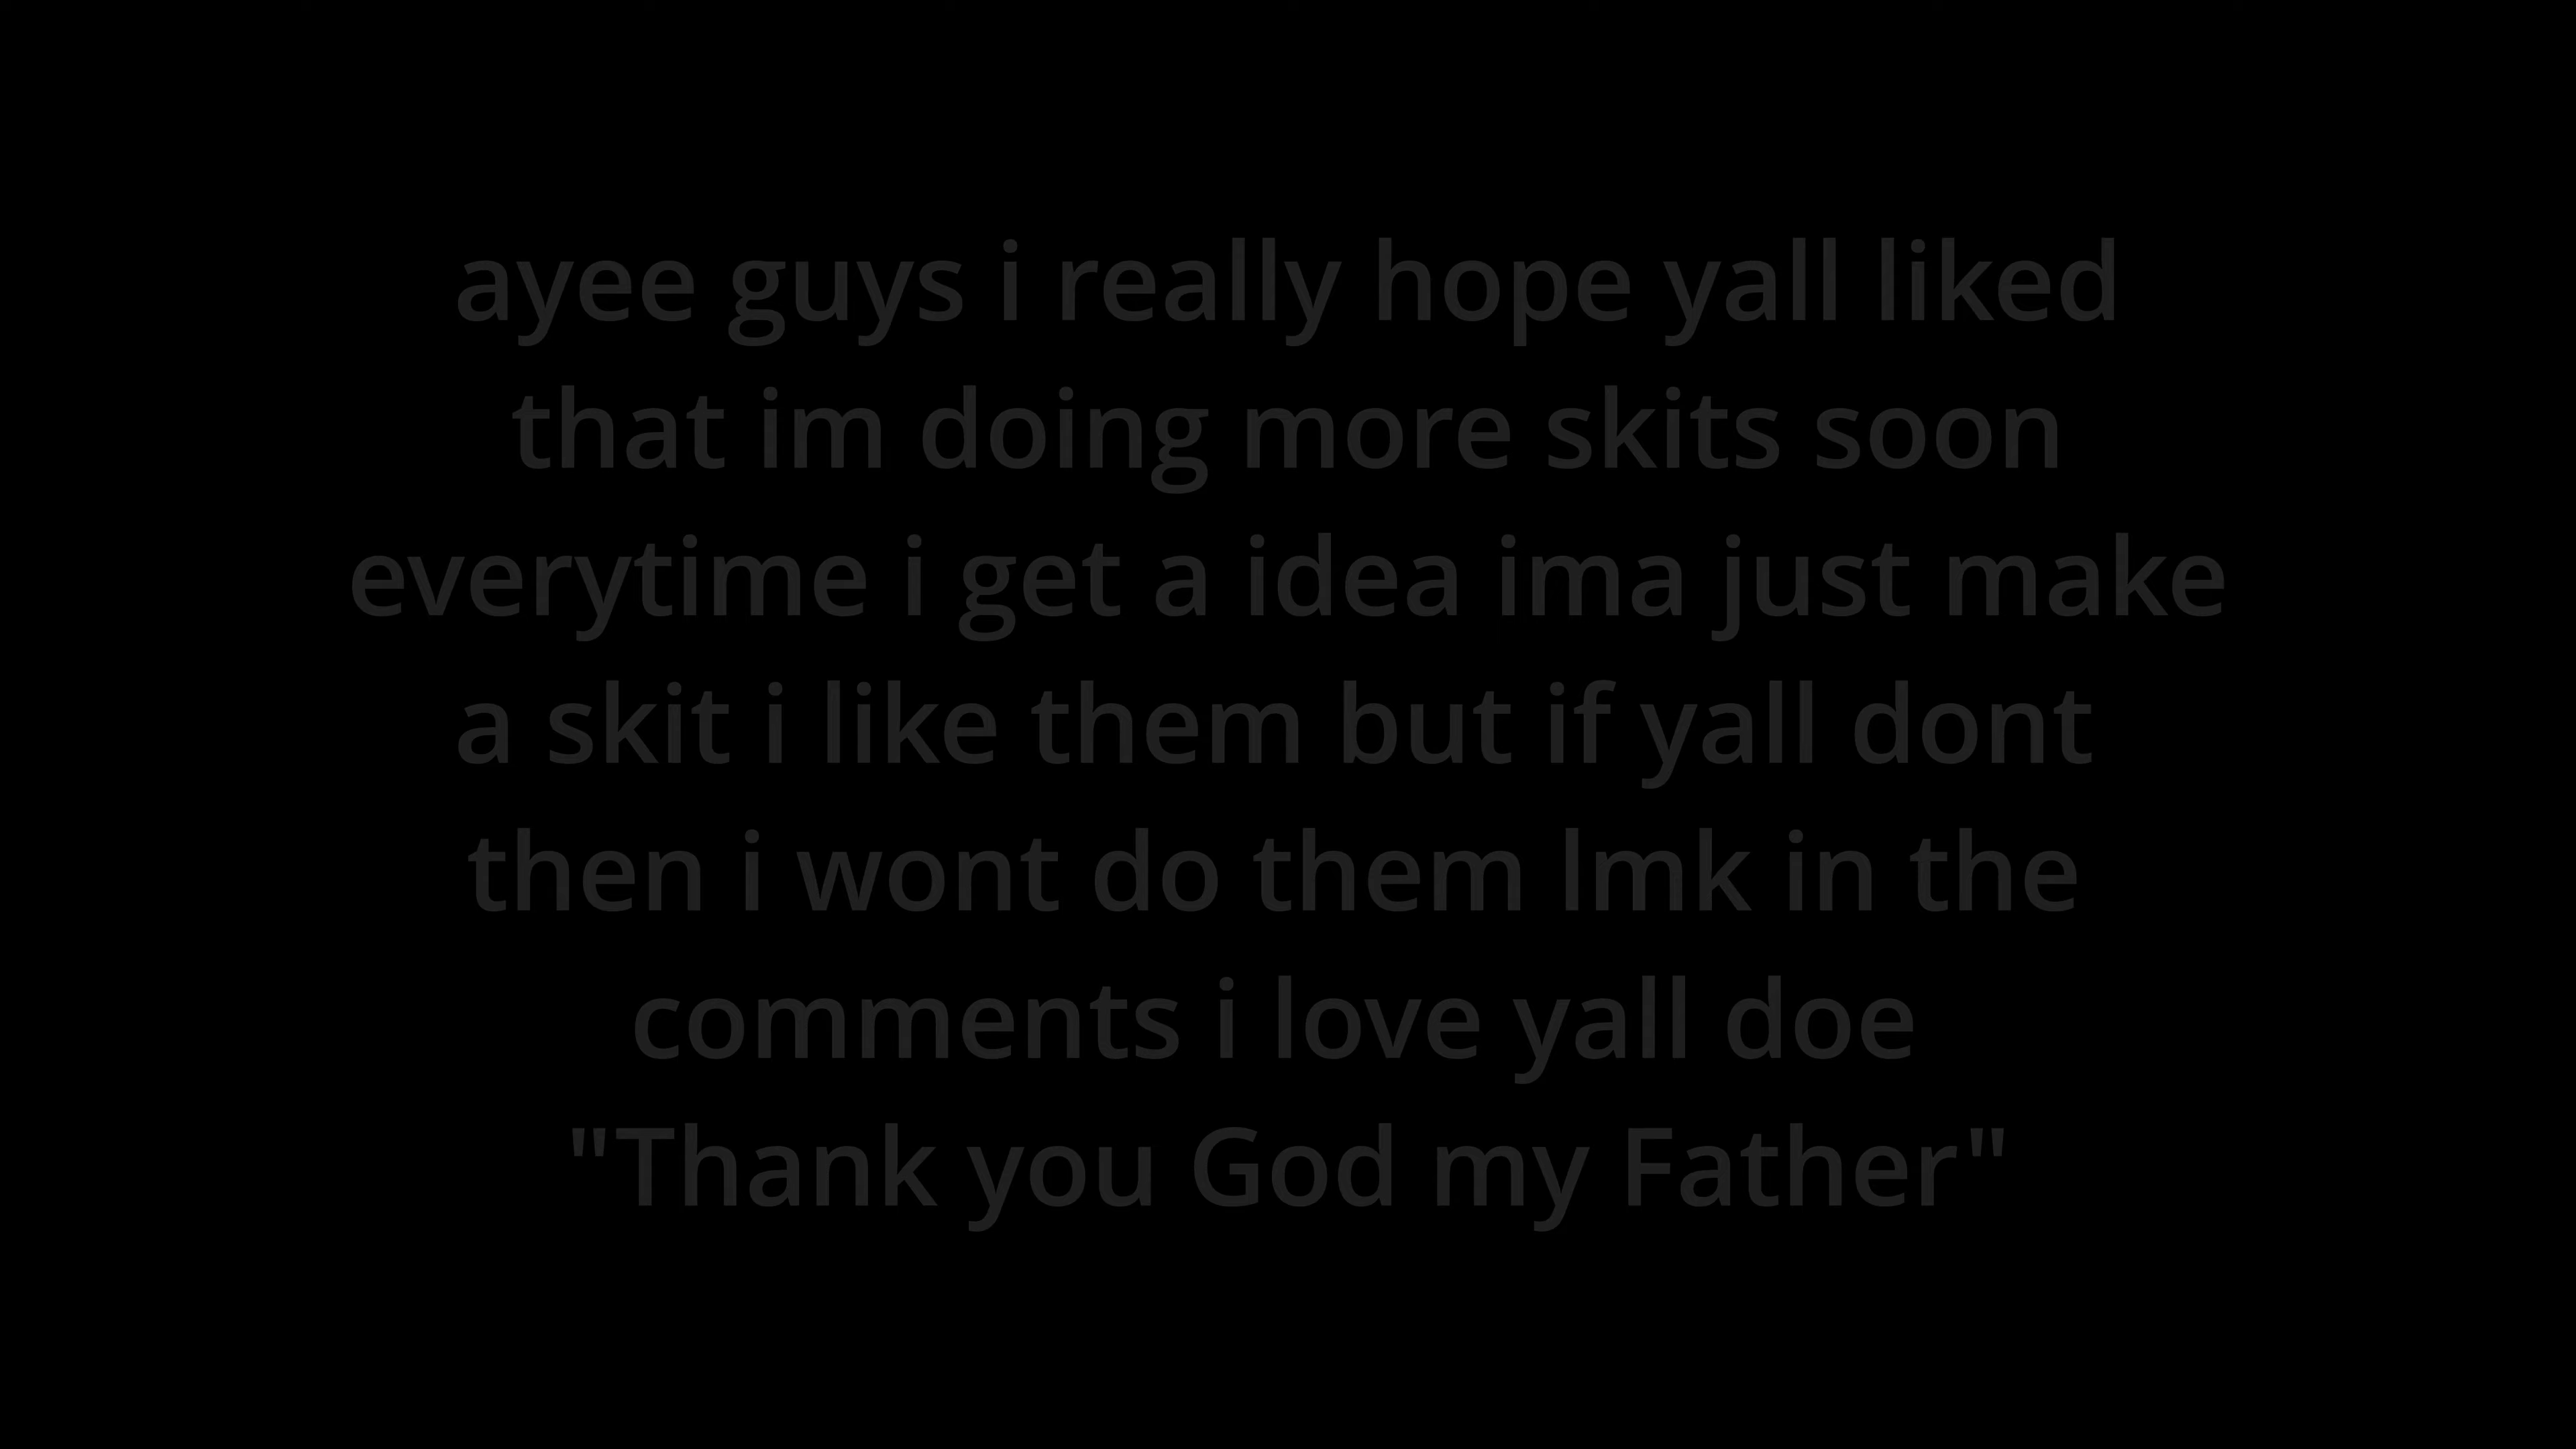 ayee guys i really hope yall liked
that im doing more skits soon
everytime i get a idea ima just make
a skit i like them but if yall dont
then i wont do them lmk in the
comments i love yall doe
"Thank you God my Father"